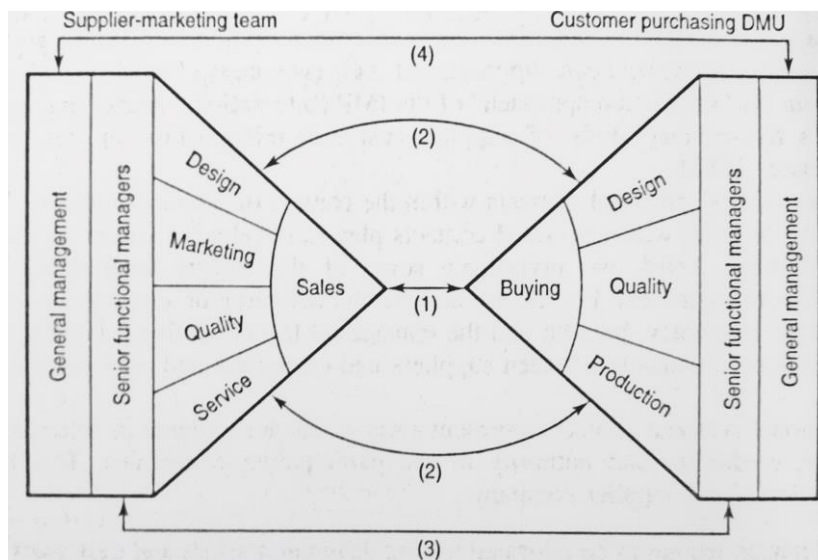 Supplier-marketing team
Customer purchasing DMU
(4)
General management
Senior functional managers
Design
Marketing
Quality
Service
Sales
(2)
(1)
(2)
Buying
Design
Quality
Production
Senior functional managers
General management
(3)